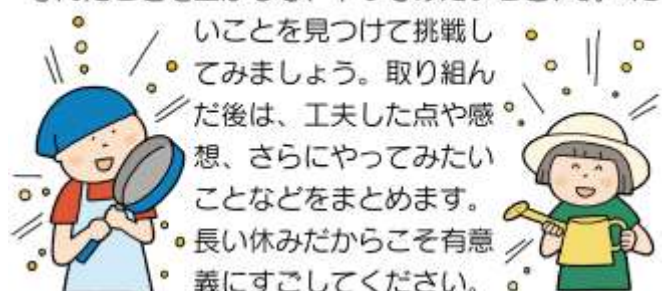 いことを見つけて挑戦し
てみましょう。取り組ん
だ後は、工夫した点や感
想、さらにやってみたい
ことなどをまとめます。
長い休みだからこそ有意
義にすごしてください。